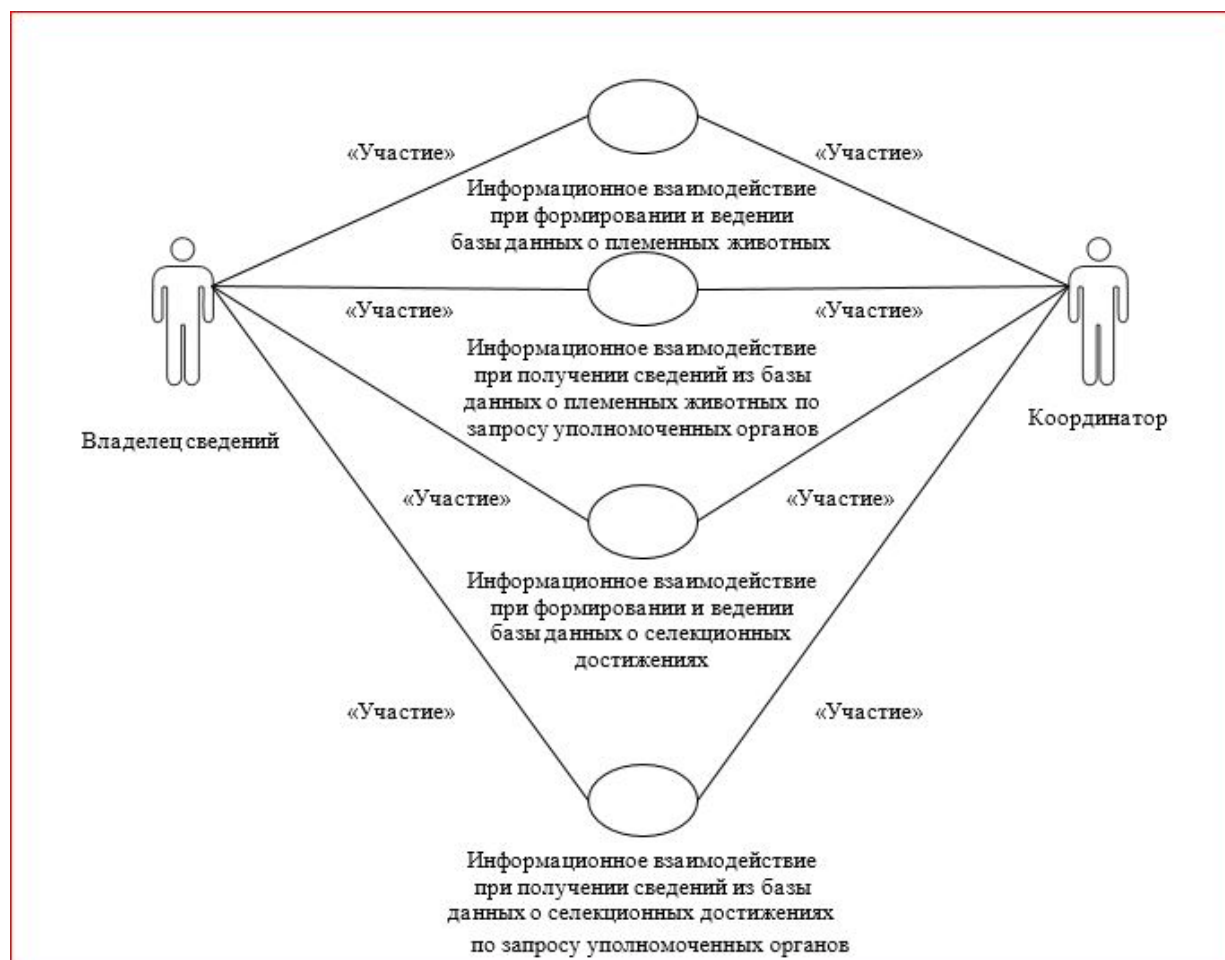 «Участие»
«Участие»
Информационное взаимодействие
при формировании и ведении
базы данных о племенных животных
«Участие»
«Участие»
Информационное взаимодействие
при получении сведений из базы
данных о племенных животных по
запросу уполномоченных органов
Владелец сведений
Координатор
«Участие»
«Участие»
Информационное взаимодействие
при формировании и ведении
базы данных о селекционных
достижениях
«Участие»
«Участие»
Информационное взаимодействие
при получении сведений из базы
данных о селекционных достижениях
по запросу уполномоченных органов